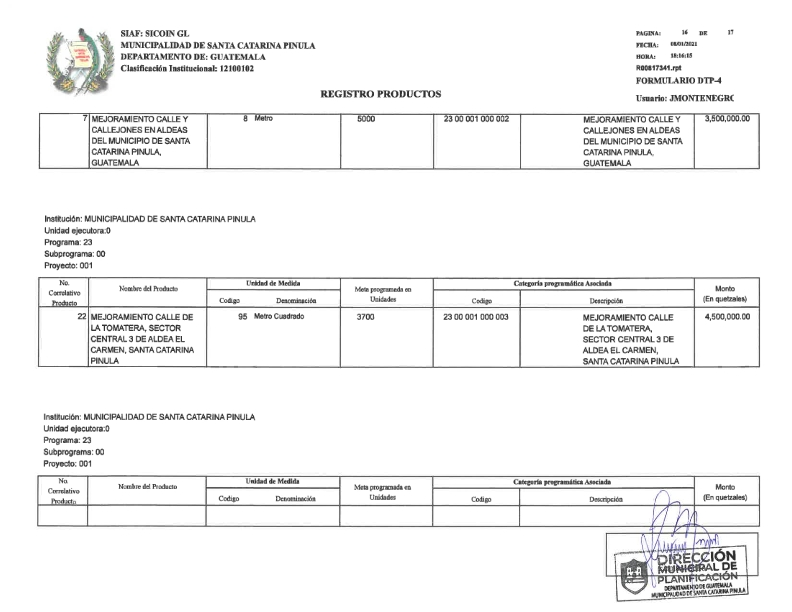 SIAF: SICOIN GL
MUNICIPALIDAD DE SANTA CATARINA PINULA
DEPARTAMENTO DE: GUATEMALA
Clasificación Institucional: 12100102
PAGINA: 16 DE 17
FECHA: 08/01/2021
HORA: 18:16:15
R00817341.rpt
FORMULARIO DTP-4
REGISTRO PRODUCTOS
Usuario: JMONTENEGRO
7 MEJORAMIENTO CALLE Y 8 Metro 5000 23 00 001 000 002 MEJORAMIENTO CALLE Y 3,500,000.00
CALLEJONES EN ALDEAS CALLEJONES EN ALDEAS
DEL MUNICIPIO DE SANTA DEL MUNICIPIO DE SANTA
CATARINA PINULA, CATARINA PINULA,
GUATEMALA GUATEMALA
Institución: MUNICIPALIDAD DE SANTA CATARINA PINULA
Unidad ejecutora:0
Programa: 23
Subprograma: 00
Proyecto: 001
No. Correlativo Producto Nombre del Producto Unidad de Medida Meta programada en Unidades Categoría programática Asociada Monto (En quetzales)
Codigo Denominación Codigo Descripción
22 MEJORAMIENTO CALLE DE 95 Metro Cuadrado 3700 23 00 001 000 003 MEJORAMIENTO CALLE 4,500,000.00
LA TOMATERA, SECTOR DE LA TOMATERA,
CENTRAL 3 DE ALDEA EL SECTOR CENTRAL 3 DE
CARMEN, SANTA CATARINA ALDEA EL CARMEN,
PINULA SANTA CATARINA PINULA
Institución: MUNICIPALIDAD DE SANTA CATARINA PINULA
Unidad ejecutora:0
Programa: 23
Subprograma: 00
Proyecto: 001
No. Correlativo Producto Nombre del Producto Unidad de Medida Meta programada en Unidades Categoría programática Asociada Monto (En quetzales)
Codigo Denominación Codigo Descripción
DIRECCIÓN
MUNICIPAL DE
PLANIFICACIÓN
DEPARTAMENTO DE GUATEMALA
MUNICIPALIDAD DE SANTA CATARINA PINULA